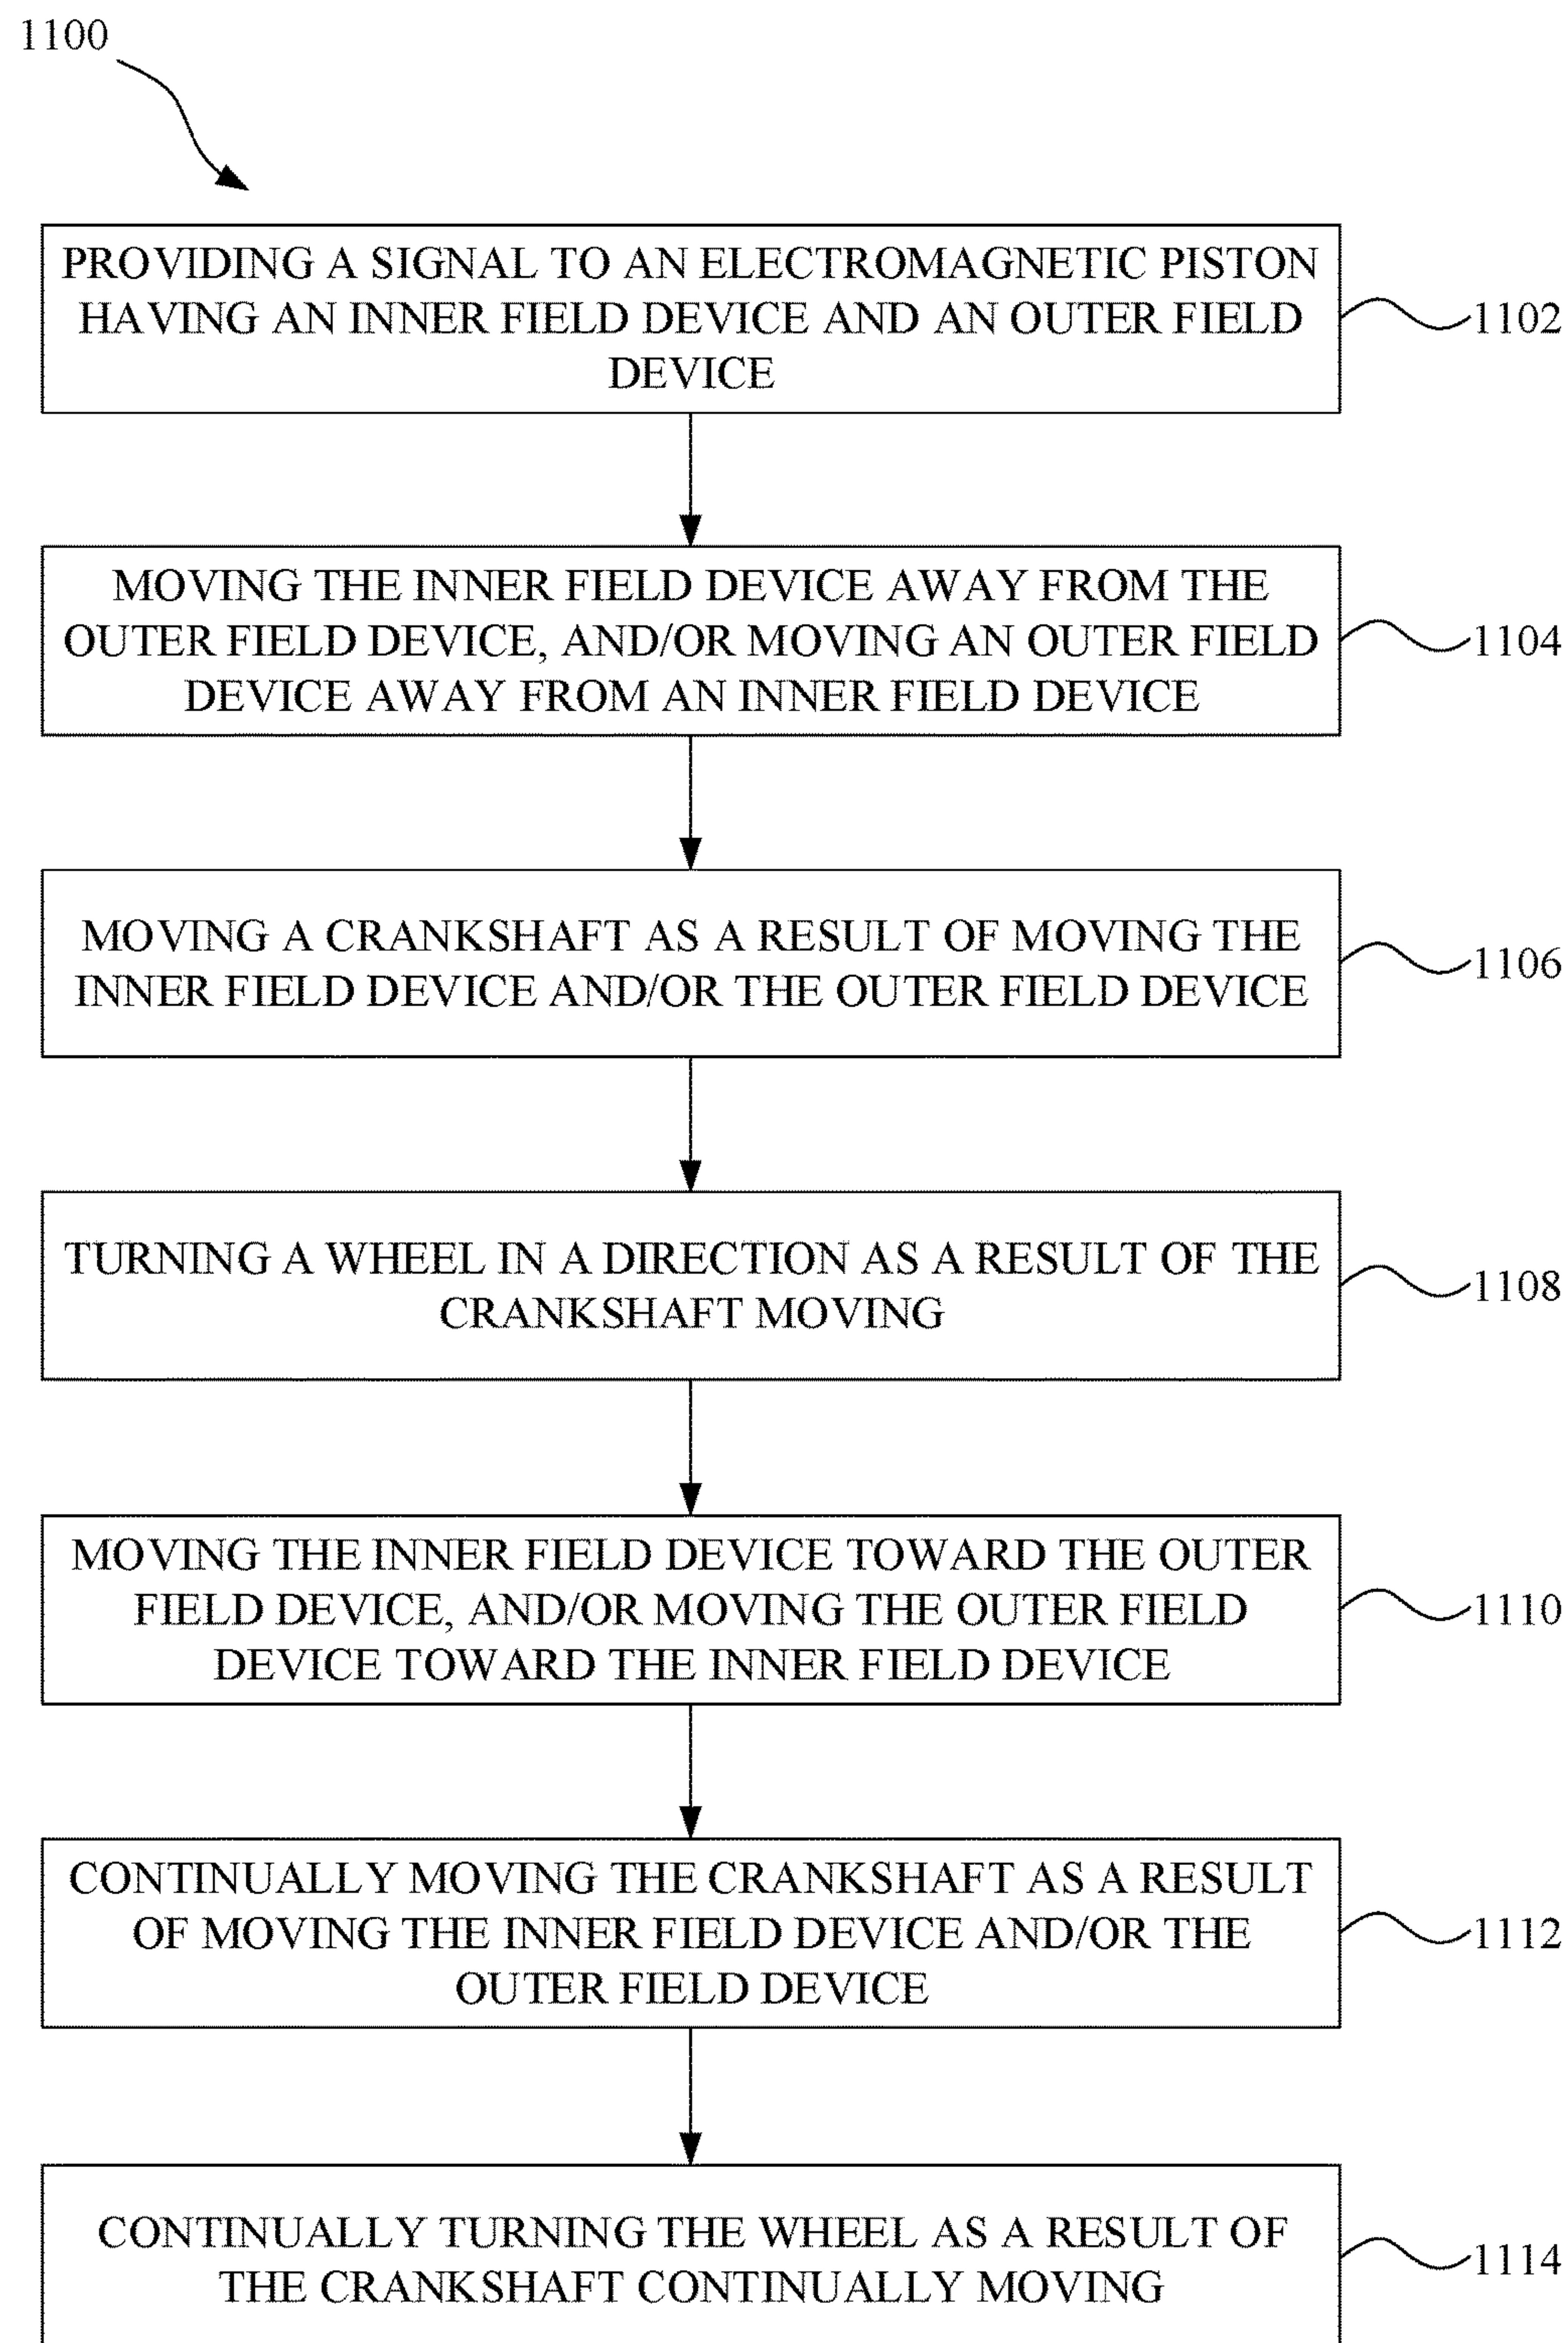 1100
PROVIDING A SIGNAL TO AN ELECTROMAGNETIC PISTON
HAVING AN INNER FIELD DEVICE AND AN OUTER FIELD
DEVICE
1102
MOVING THE INNER FIELD DEVICE AWAY FROM THE
OUTER FIELD DEVICE, AND/OR MOVING AN OUTER FIELD
DEVICE AWAY FROM AN INNER FIELD DEVICE
1104
MOVING A CRANKSHAFT AS A RESULT OF MOVING THE
INNER FIELD DEVICE AND/OR THE OUTER FIELD DEVICE
1106
TURNING A WHEEL IN A DIRECTION AS A RESULT OF THE
CRANKSHAFT MOVING
1108
MOVING THE INNER FIELD DEVICE TOWARD THE OUTER
FIELD DEVICE, AND/OR MOVING THE OUTER FIELD
DEVICE TOWARD THE INNER FIELD DEVICE
1110
CONTINUALLY MOVING THE CRANKSHAFT AS A RESULT
OF MOVING THE INNER FIELD DEVICE AND/OR THE
OUTER FIELD DEVICE
1112
CONTINUALLY TURNING THE WHEEL AS A RESULT OF
THE CRANKSHAFT CONTINUALLY MOVING
1114